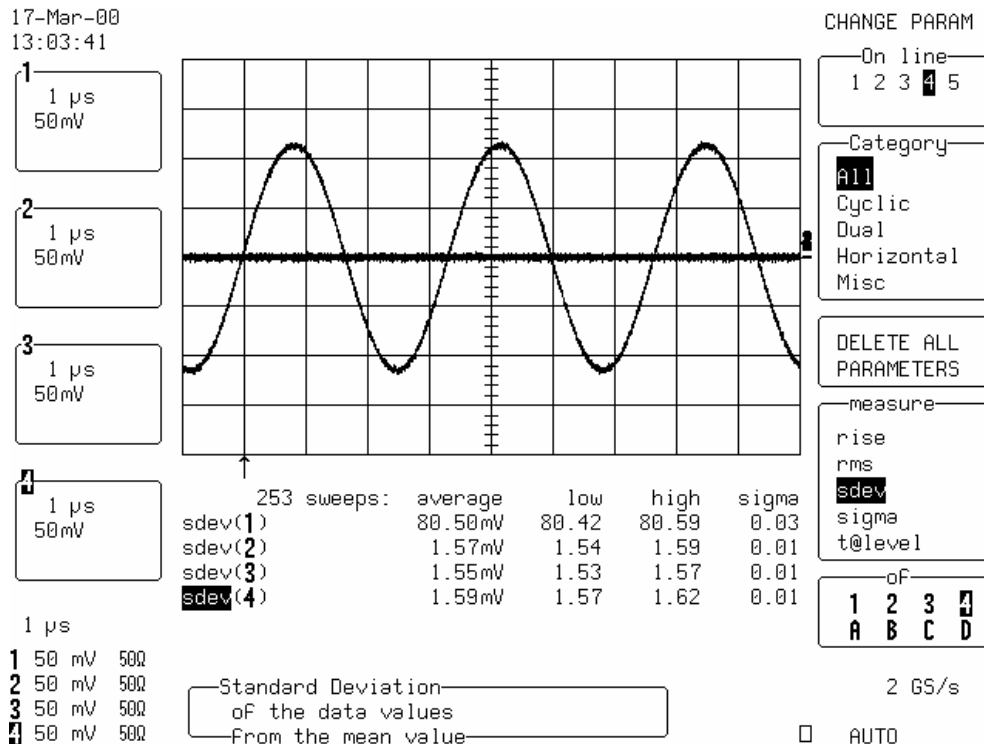 17-Mar-00
13:03:41
1
1 µs
50mV
2
1 µs
50mV
3
1 µs
50mV
4
1 µs
50mV
1 µs
1 50 mV 50Ω
2 50 mV 50Ω
3 50 mV 50Ω
4 50 mV 50Ω
253 sweeps: average low high sigma
sdev(1) 80.50mV 80.42 80.59 0.03
sdev(2) 1.57mV 1.54 1.59 0.01
sdev(3) 1.55mV 1.53 1.57 0.01
sdev(4) 1.59mV 1.57 1.62 0.01
Standard Deviation
of the data values
from the mean value
CHANGE PARAM
On line
1 2 3 4 5
Category
All
Cyclic
Dual
Horizontal
Misc
DELETE ALL
PARAMETERS
measure
rise
rms
sdev
sigma
t@level
of
1 2 3 4
A B C D
2 GS/s
AUTO